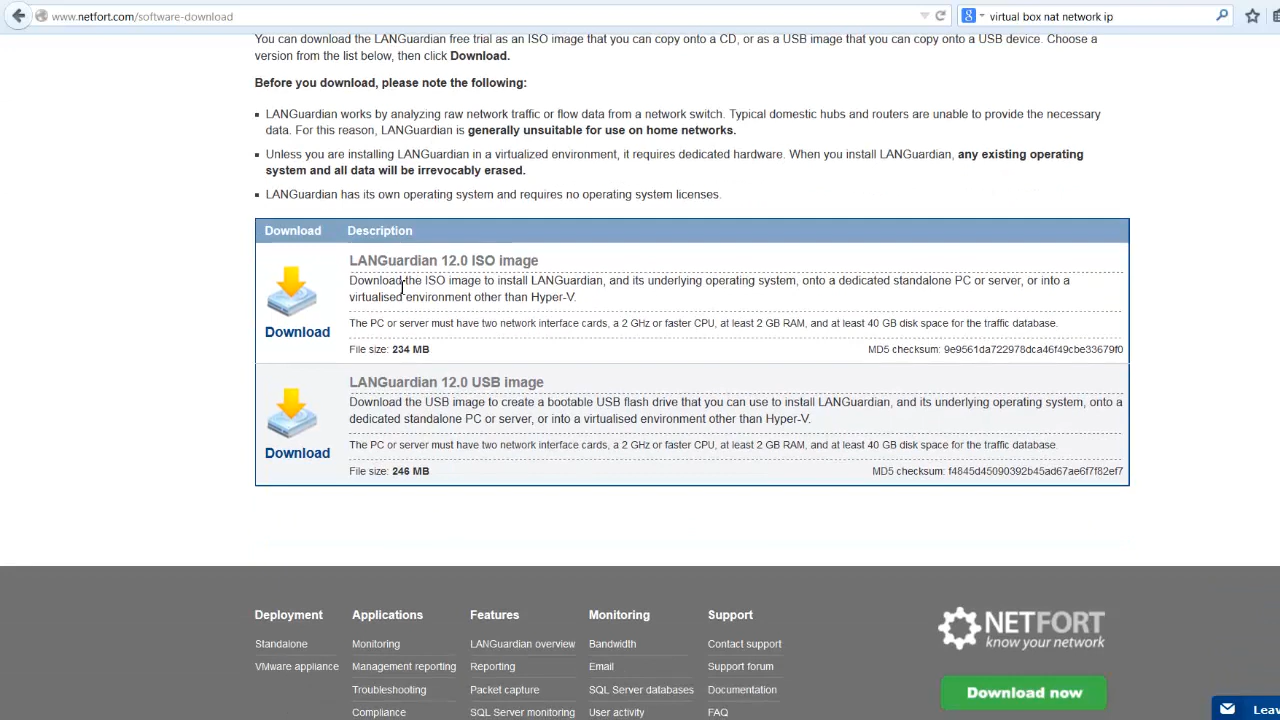 www.netfort.com/software-download
virtual box nat network ip
You can download the LANGuardian free trial as an ISO image that you can copy onto a CD, or as a USB image that you can copy onto a USB device. Choose a
version from the list below, then click Download.
Before you download, please note the following:
LANGuardian works by analyzing raw network traffic or flow data from a network switch. Typical domestic hubs and routers are unable to provide the necessary
data. For this reason, LANGuardian is generally unsuitable for use on home networks.
Unless you are installing LANGuardian in a virtualized environment, it requires dedicated hardware. When you install LANGuardian, any existing operating
system and all data will be irrevocably erased.
LANGuardian has its own operating system and requires no operating system licenses.
Download Description
LANGuardian 12.0 ISO image
Download the ISO image to install LANGuardian, and its underlying operating system, onto a dedicated standalone PC or server, or into a
virtualised environment other than Hyper-V.
The PC or server must have two network interface cards, a 2 GHz or faster CPU, at least 2 GB RAM, and at least 40 GB disk space for the traffic database.
Download
File size: 234 MB MD5 checksum: 9e9561da722978dca46f49cbe33679f0
LANGuardian 12.0 USB image
Download the USB image to create a bootable USB flash drive that you can use to install LANGuardian, and its underlying operating system, onto a
dedicated standalone PC or server, or into a virtualised environment other than Hyper-V.
The PC or server must have two network interface cards, a 2 GHz or faster CPU, at least 2 GB RAM, and at least 40 GB disk space for the traffic database.
Download
File size: 246 MB MD5 checksum: f4845d45090392b45ad67ae6f7f82ef7
Deployment Applications Features Monitoring Support
Standalone Monitoring LANGuardian overview Bandwidth Contact support
VMware appliance Management reporting Reporting Email Support forum
Troubleshooting Packet capture SQL Server databases Documentation
Compliance SQL Server monitoring User activity FAQ
NETFORT
know your network
Download now
Leav